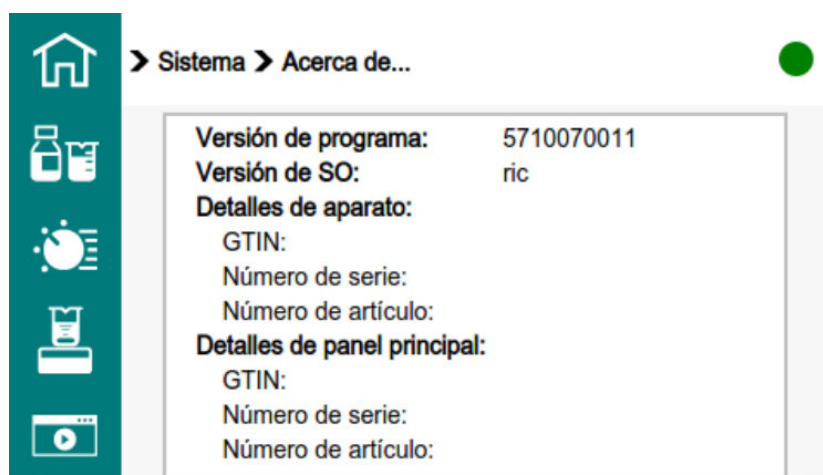 Sistema Acerca de...
Versión de programa: 5710070011
Versión de SO: ric
Detalles de aparato:
GTIN:
Número de serie:
Número de artículo:
Detalles de panel principal:
GTIN:
Número de serie:
Número de artículo: